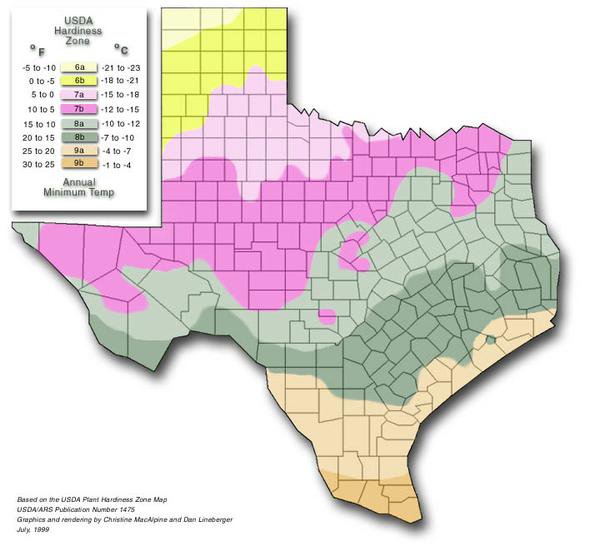 USDA
Hardiness
Zone
°F °C
-5 to -10 6a -21 to -23
0 to -5 6b -18 to -21
5 to 0 7a -15 to -18
10 to 5 7b -12 to -15
15 to 10 8a -10 to -12
20 to 15 8b -7 to -10
25 to 20 9a -4 to -7
30 to 25 9b -1 to -4
Annual
Minimum Temp
Based on the USDA Plant Hardiness Zone Map
USDA/ARS Publication Number 1475
Graphics and rendering by Christine MacAlpine and Dan Lineberger
July, 1999